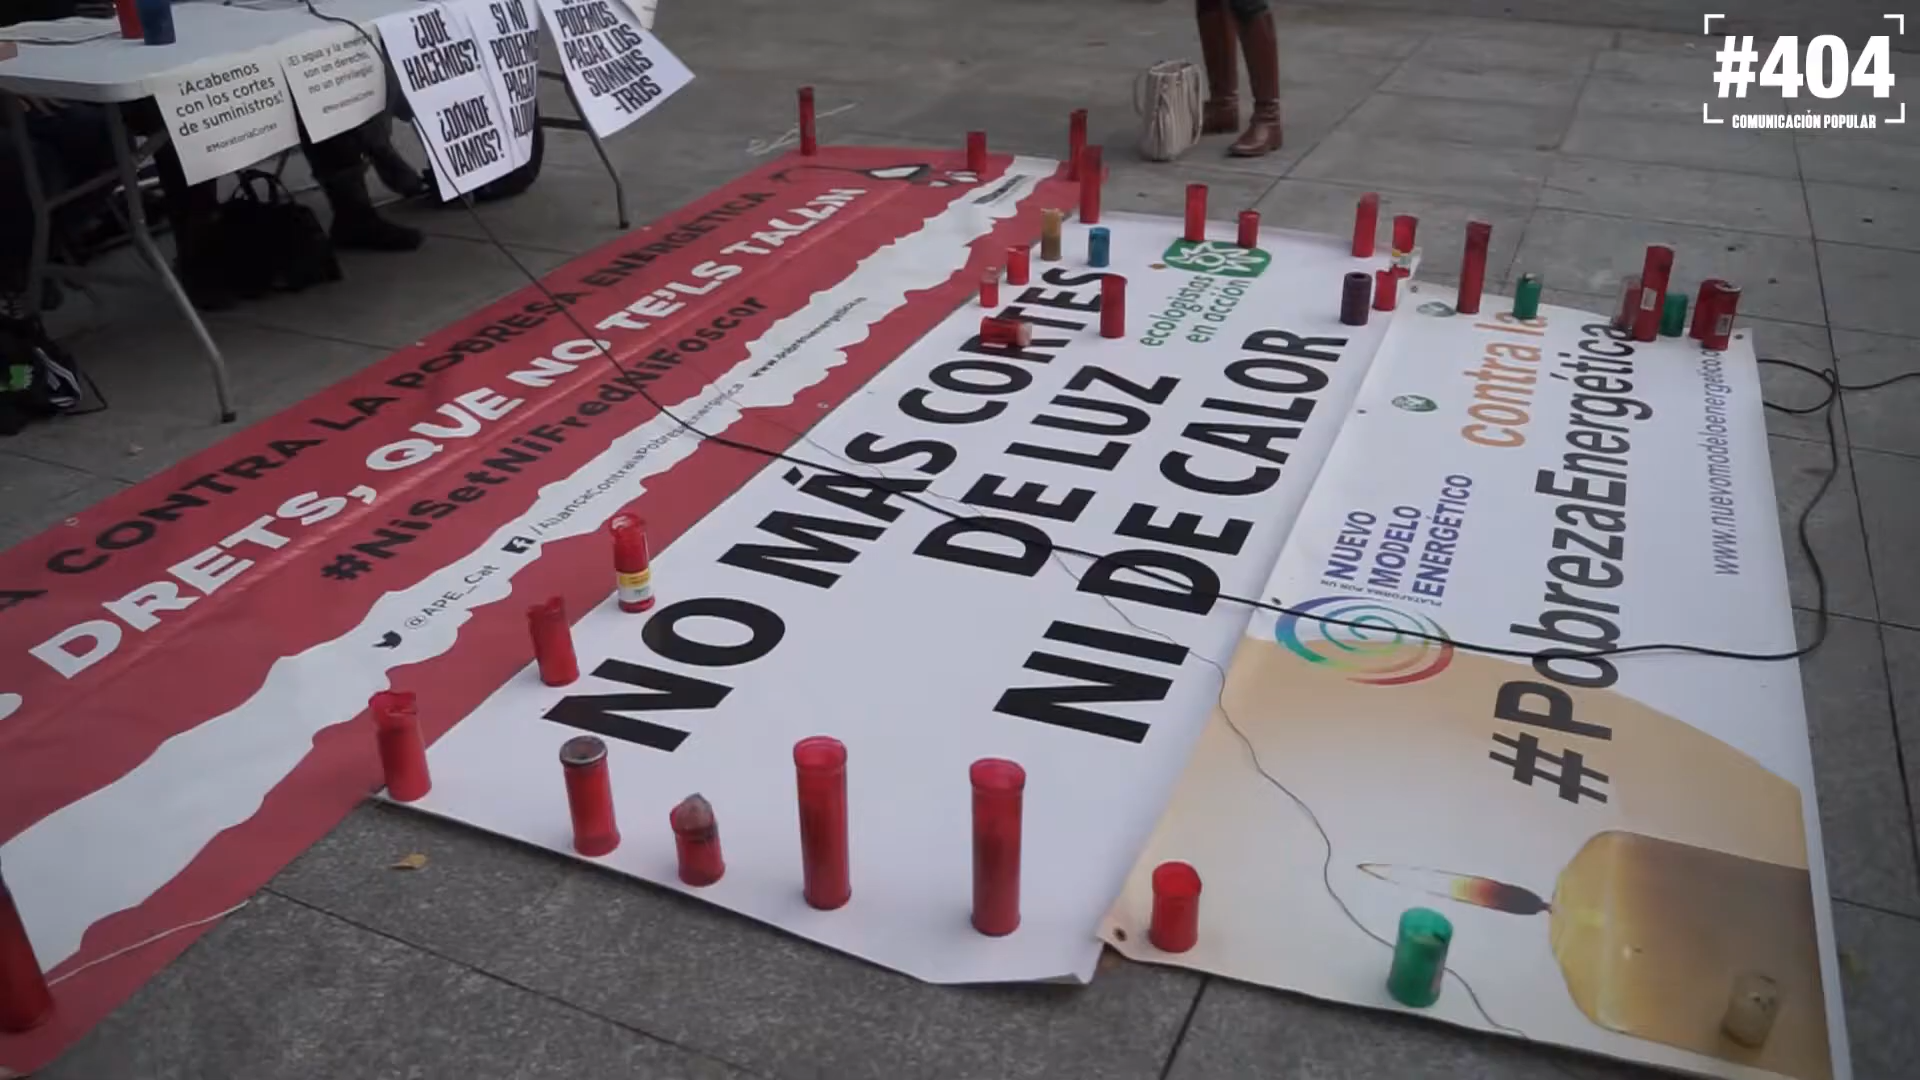 #404
COMUNICACIÓN POPULAR
¡Acabemos
con los cortes
de suministros!
#MoratoriaCortes
¡El agua y la energía
son un derecho,
no un privilegio!
#MoratoriaCortes
¿QUÉ
HACEMOS?
¿DÓNDE
VAMOS?
SI NO
PODEMOS
PAGAR
PODEMOS
PAGAR LOS
SUMINIS
-TROS
A CONTRA LA POBRESA ENERGÈTICA
DRETS, QUE NO TE'LS TALLIN
#NiSetNiFredNiFoscor
@APE_Cat
/AliançaContralaPobresaEnergetica
NO MÁS CORTES
DE LUZ
NI DE CALOR
ecologistas
en acción
contra la
#PobrezaEnergética
PLATAFORMA POR UN
NUEVO
MODELO
ENERGÉTICO
www.nuevomodeloenergetico.o